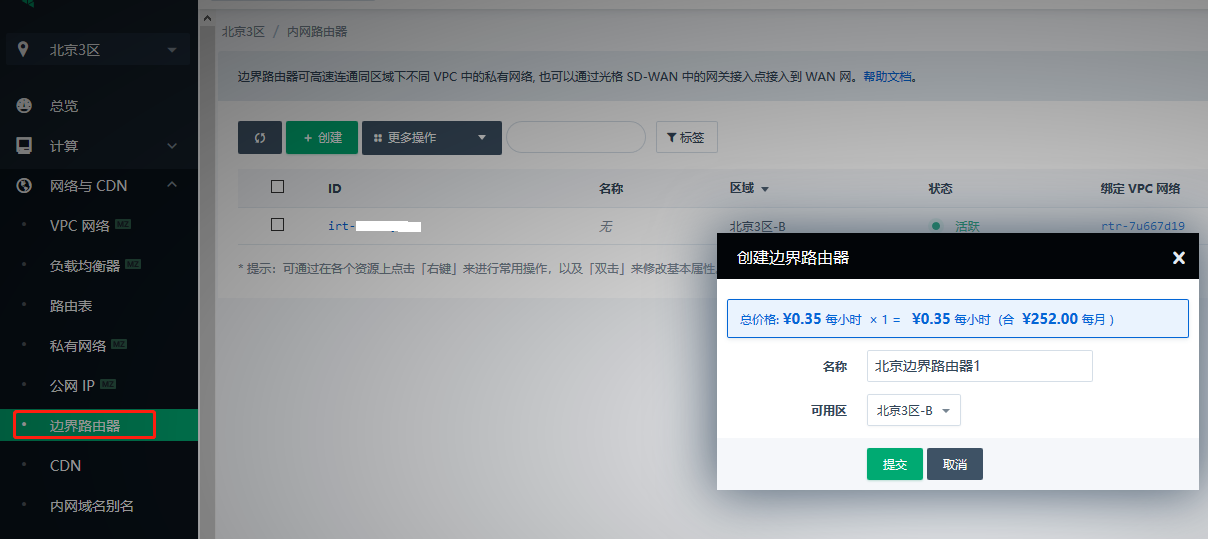 北京3区
总览
计算
网络与 CDN
VPC 网络 MZ
负载均衡器 MZ
路由表
私有网络 MZ
公网 IP MZ
边界路由器
CDN
内网域名别名
北京3区 / 内网路由器
边界路由器可高速连通同区域下不同 VPC 中的私有网络, 也可以通过光格 SD-WAN 中的网关接入点接入到 WAN 网。帮助文档。
+ 创建 更多操作 标签
ID 名称 区域 状态 绑定 VPC 网络
irt- 无 北京3区-B 活跃 rtr-7u667d19
* 提示：可通过在各个资源上点击「右键」来进行常用操作，以及「双击」来修改基本属性。
创建边界路由器 ×
总价格: ¥0.35 每小时 × 1 = ¥0.35 每小时 (合 ¥252.00 每月 )
名称 北京边界路由器1
可用区 北京3区-B
提交 取消